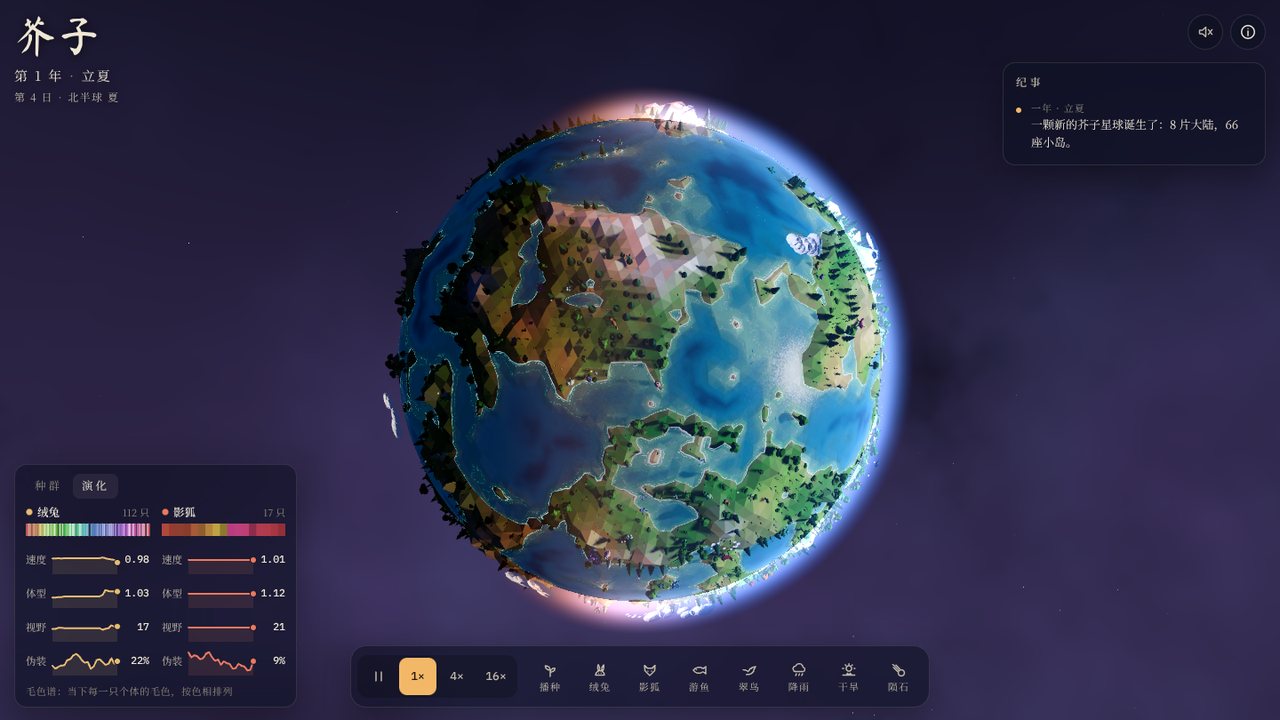 芥子
第 1 年 · 立夏
第 4 日 · 北半球 夏
纪事
一年 · 立夏
一颗新的芥子星球诞生了：8 片大陆，66
座小岛。
种群 演化
绒兔 112 只 影狐 17 只
速度 0.98 速度 1.01
体型 1.03 体型 1.12
视野 17 视野 21
伪装 22% 伪装 9%
毛色谱：当下每一只个体的毛色，按色相排列
1× 4× 16×
播种 绒兔 影狐 游鱼 翠鸟 降雨 干旱 陨石